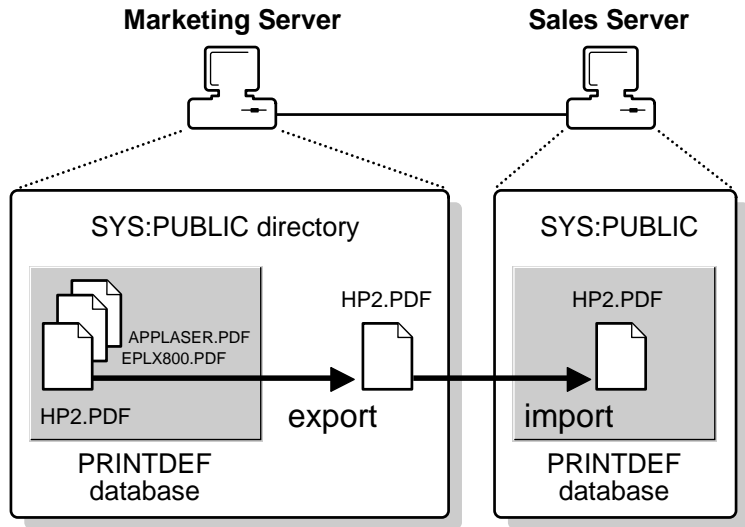 Marketing Server
Sales Server
SYS:PUBLIC directory
SYS:PUBLIC
HP2.PDF
HP2.PDF
APPLASER.PDF
EPLX800.PDF
HP2.PDF
export
import
PRINTDEF
database
PRINTDEF
database